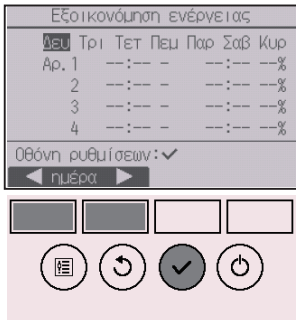 Εξοικονόμηση ενέργειας
Δευ Τρι Τετ Πεμ Παρ Σαβ Κυρ
Αρ. 1 --:-- - --:-- --%
2 --:-- - --:-- --%
3 --:-- - --:-- --%
4 --:-- - --:-- --%
Οθόνη ρυθμίσεων:✓
◀ ημέρα ▶